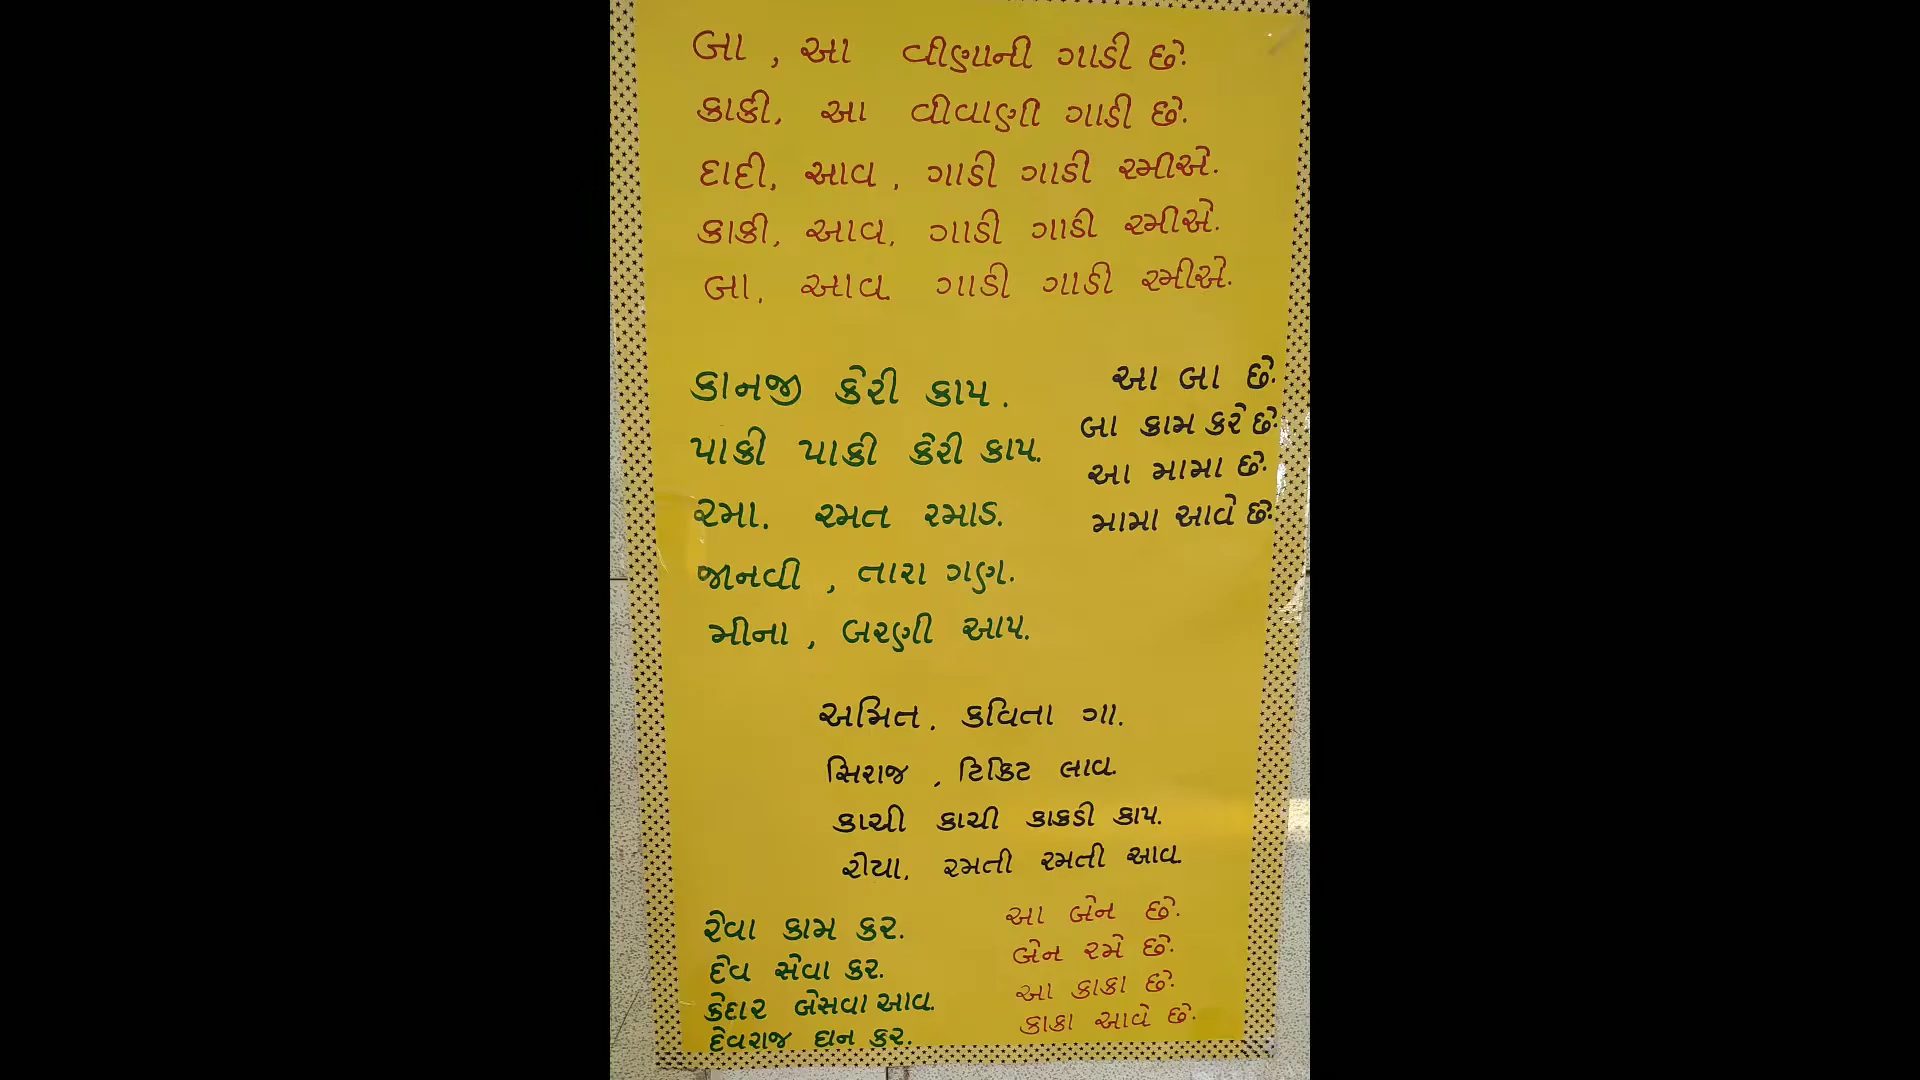 બા , આ વીણાની ગાડી છે.
કાકી, આ વીવાણી ગાડી છે.
દાદી, આવ , ગાડી ગાડી રમીએ.
કાકી, આવ, ગાડી ગાડી રમીએ.
બા, આવ. ગાડી ગાડી રમીએ.
કાનજી કેરી કાપ.
પાકી પાકી કેરી કાપ.
રમા. રમત રમાડ.
જાનવી , તારા ગણ.
મીના , બરણી આપ.
આ બા છે.
બા કામ કરે છે.
આ મામા છે.
મામા આવે છે.
અમિત. કવિતા ગા.
સિરાજ , ટિકિટ લાવ.
કાચી કાચી કાકડી કાપ.
રોયા, રમતી રમતી આવ.
રેવા કામ કર.
દેવ સેવા કર.
કેદાર બેસવા આવ.
દેવરાજ દાન કર.
આ બેન છે.
બેન રમે છે.
આ કાકા છે.
કાકા આવે છે.